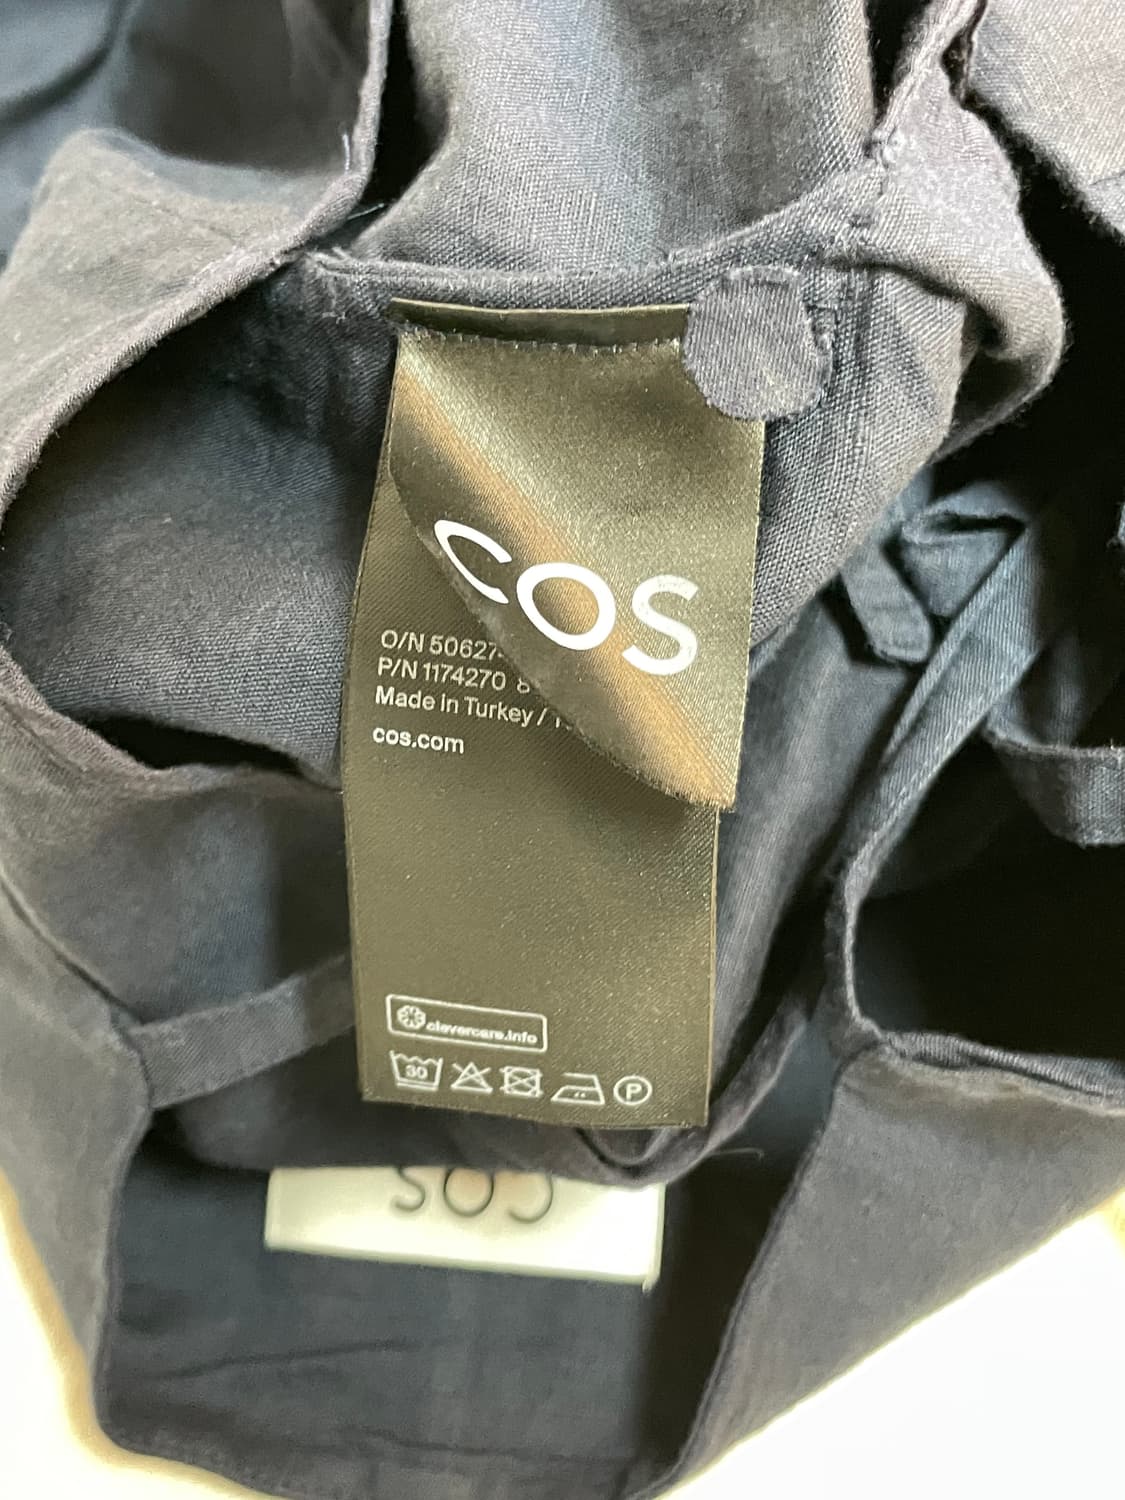 COS
O/N 50627
P/N 1174270
Made in Turkey /
cos.com
clevercare.info
30
P
COS